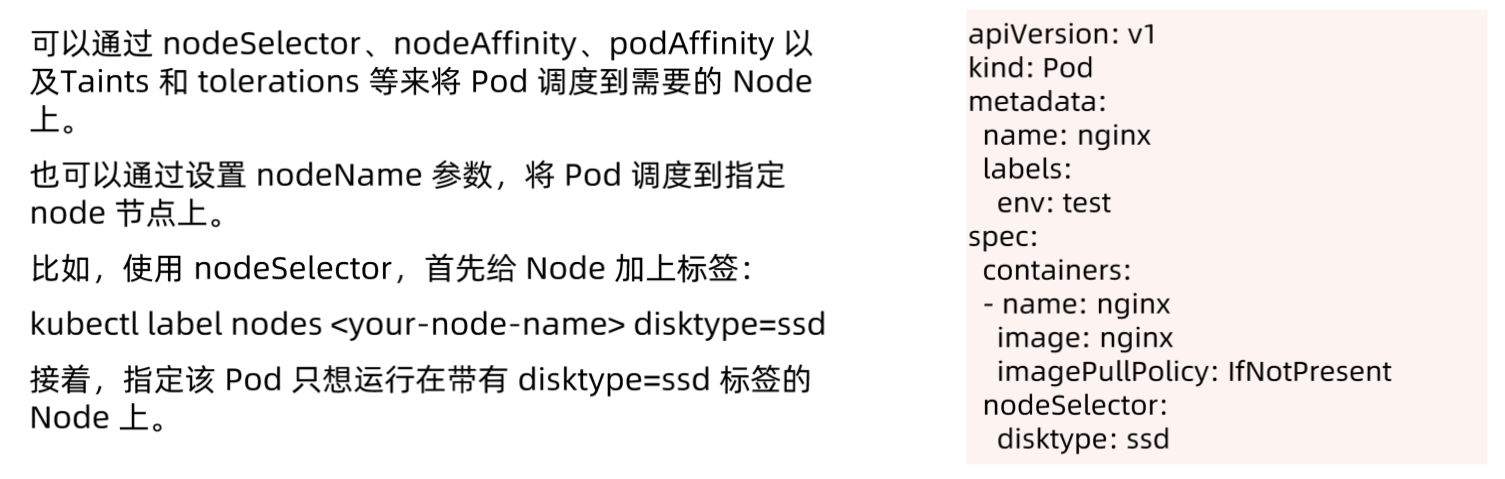 可以通过 nodeSelector、nodeAffinity、podAffinity 以
及Taints 和 tolerations 等来将 Pod 调度到需要的 Node
上。
也可以通过设置 nodeName 参数，将 Pod 调度到指定
node 节点上。
比如，使用 nodeSelector，首先给 Node 加上标签：
kubectl label nodes <your-node-name> disktype=ssd
接着，指定该 Pod 只想运行在带有 disktype=ssd 标签的
Node 上。
apiVersion: v1
kind: Pod
metadata:
  name: nginx
  labels:
    env: test
spec:
  containers:
  - name: nginx
    image: nginx
    imagePullPolicy: IfNotPresent
  nodeSelector:
    disktype: ssd